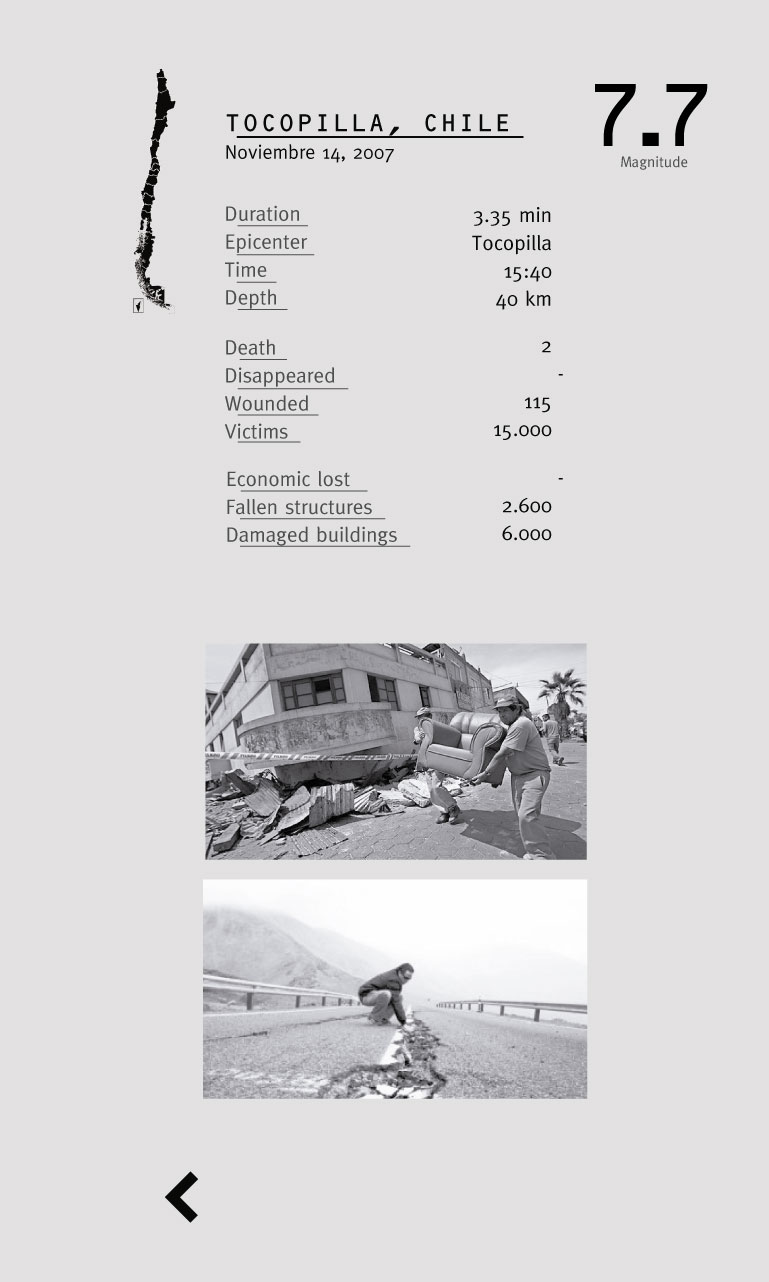 TOCOPILLA, CHILE
Noviembre 14, 2007
7.7
Magnitude
Duration 3.35 min
Epicenter Tocopilla
Time 15:40
Depth 40 km
Death 2
Disappeared -
Wounded 115
Victims 15.000
Economic lost -
Fallen structures 2.600
Damaged buildings 6.000